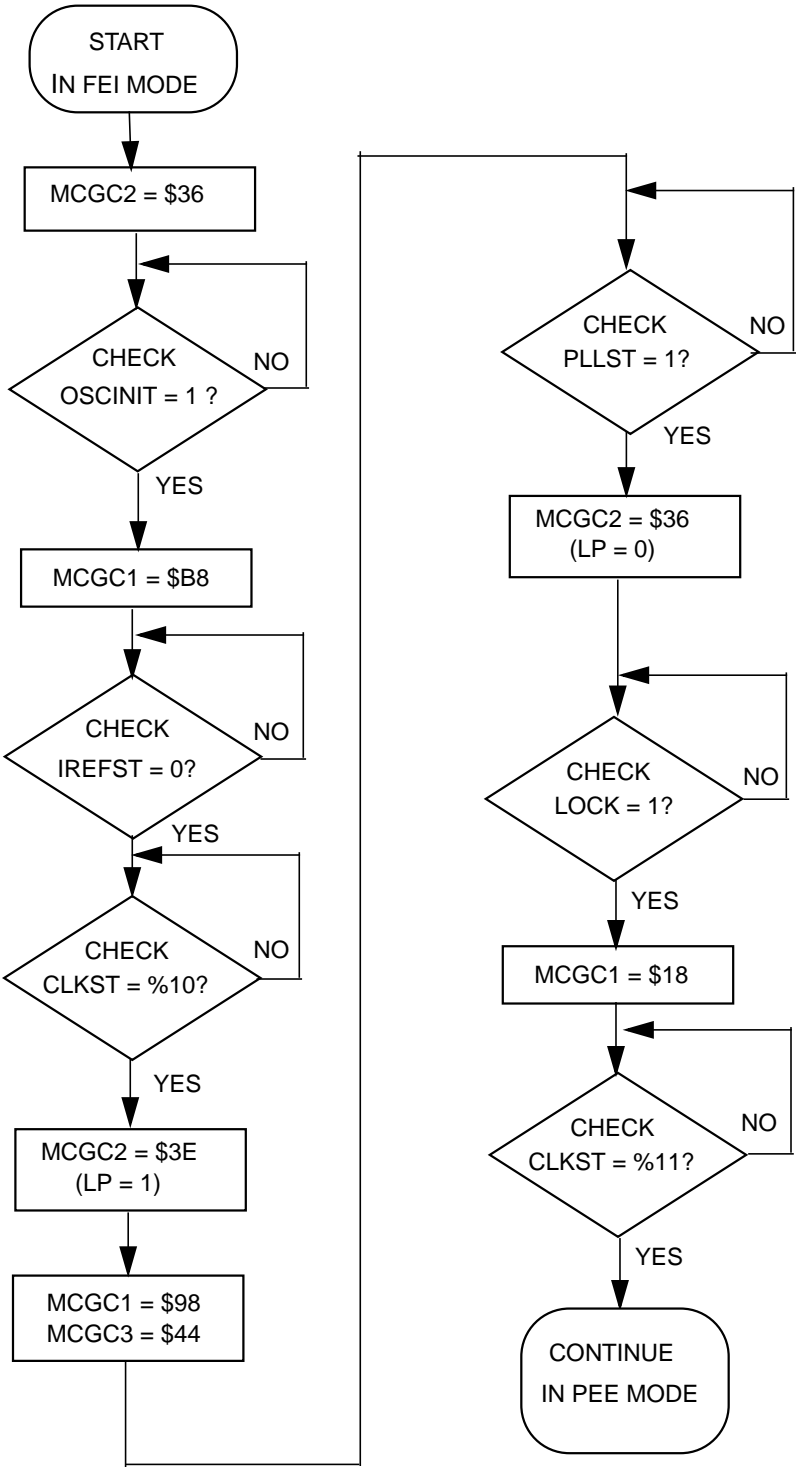 START
IN FEI MODE
MCGC2 = $36
CHECK
OSCINIT = 1 ?
NO
YES
MCGC1 = $B8
CHECK
IREFST = 0?
NO
YES
CHECK
CLKST = %10?
NO
YES
MCGC2 = $3E
(LP = 1)
MCGC1 = $98
MCGC3 = $44
CHECK
PLLST = 1?
NO
YES
MCGC2 = $36
(LP = 0)
CHECK
LOCK = 1?
NO
YES
MCGC1 = $18
CHECK
CLKST = %11?
NO
YES
CONTINUE
IN PEE MODE